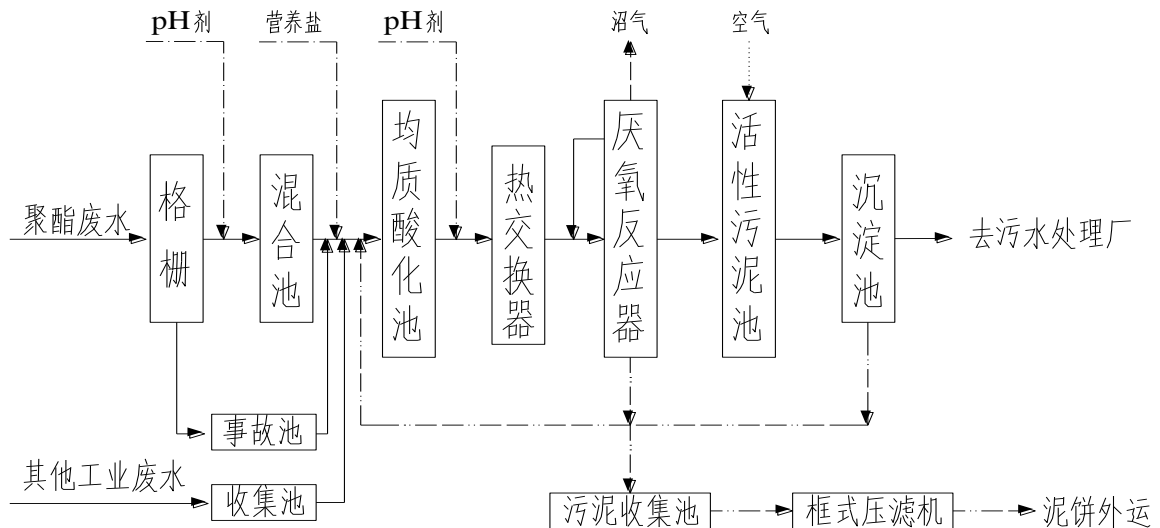 pH剂
营养盐
pH剂
沼气
空气
聚酯废水
格栅
混合池
均质酸化池
热交换器
厌氧反应器
活性污泥池
沉淀池
去污水处理厂
事故池
其他工业废水
收集池
污泥收集池
框式压滤机
泥饼外运